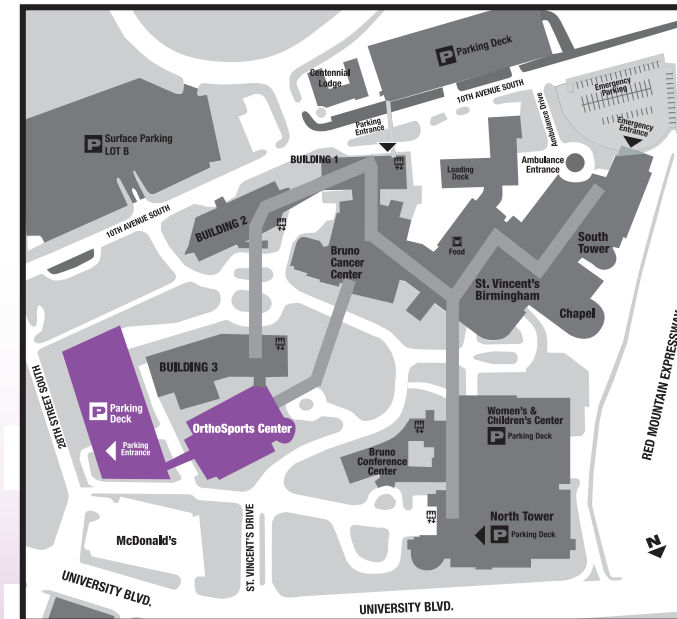 P Parking Deck
Centennial
Lodge
10TH AVENUE SOUTH
Emergency
Parking
Parking
Entrance
Ambulance Drive
Emergency
Entrance
P Surface Parking
LOT B
BUILDING 1
Loading
Dock
Ambulance
Entrance
10TH AVENUE SOUTH
BUILDING 2
Bruno
Cancer
Center
Food
South
Tower
St. Vincent's
Birmingham
Chapel
RED MOUNTAIN EXPRESSWAY
28TH STREET SOUTH
BUILDING 3
P Parking
Deck
Parking
Entrance
OrthoSports Center
Women's &
Children's Center
P Parking Deck
Bruno
Conference
Center
North Tower
P Parking Deck
McDonald's
ST. VINCENT'S DRIVE
N
UNIVERSITY BLVD.
UNIVERSITY BLVD.